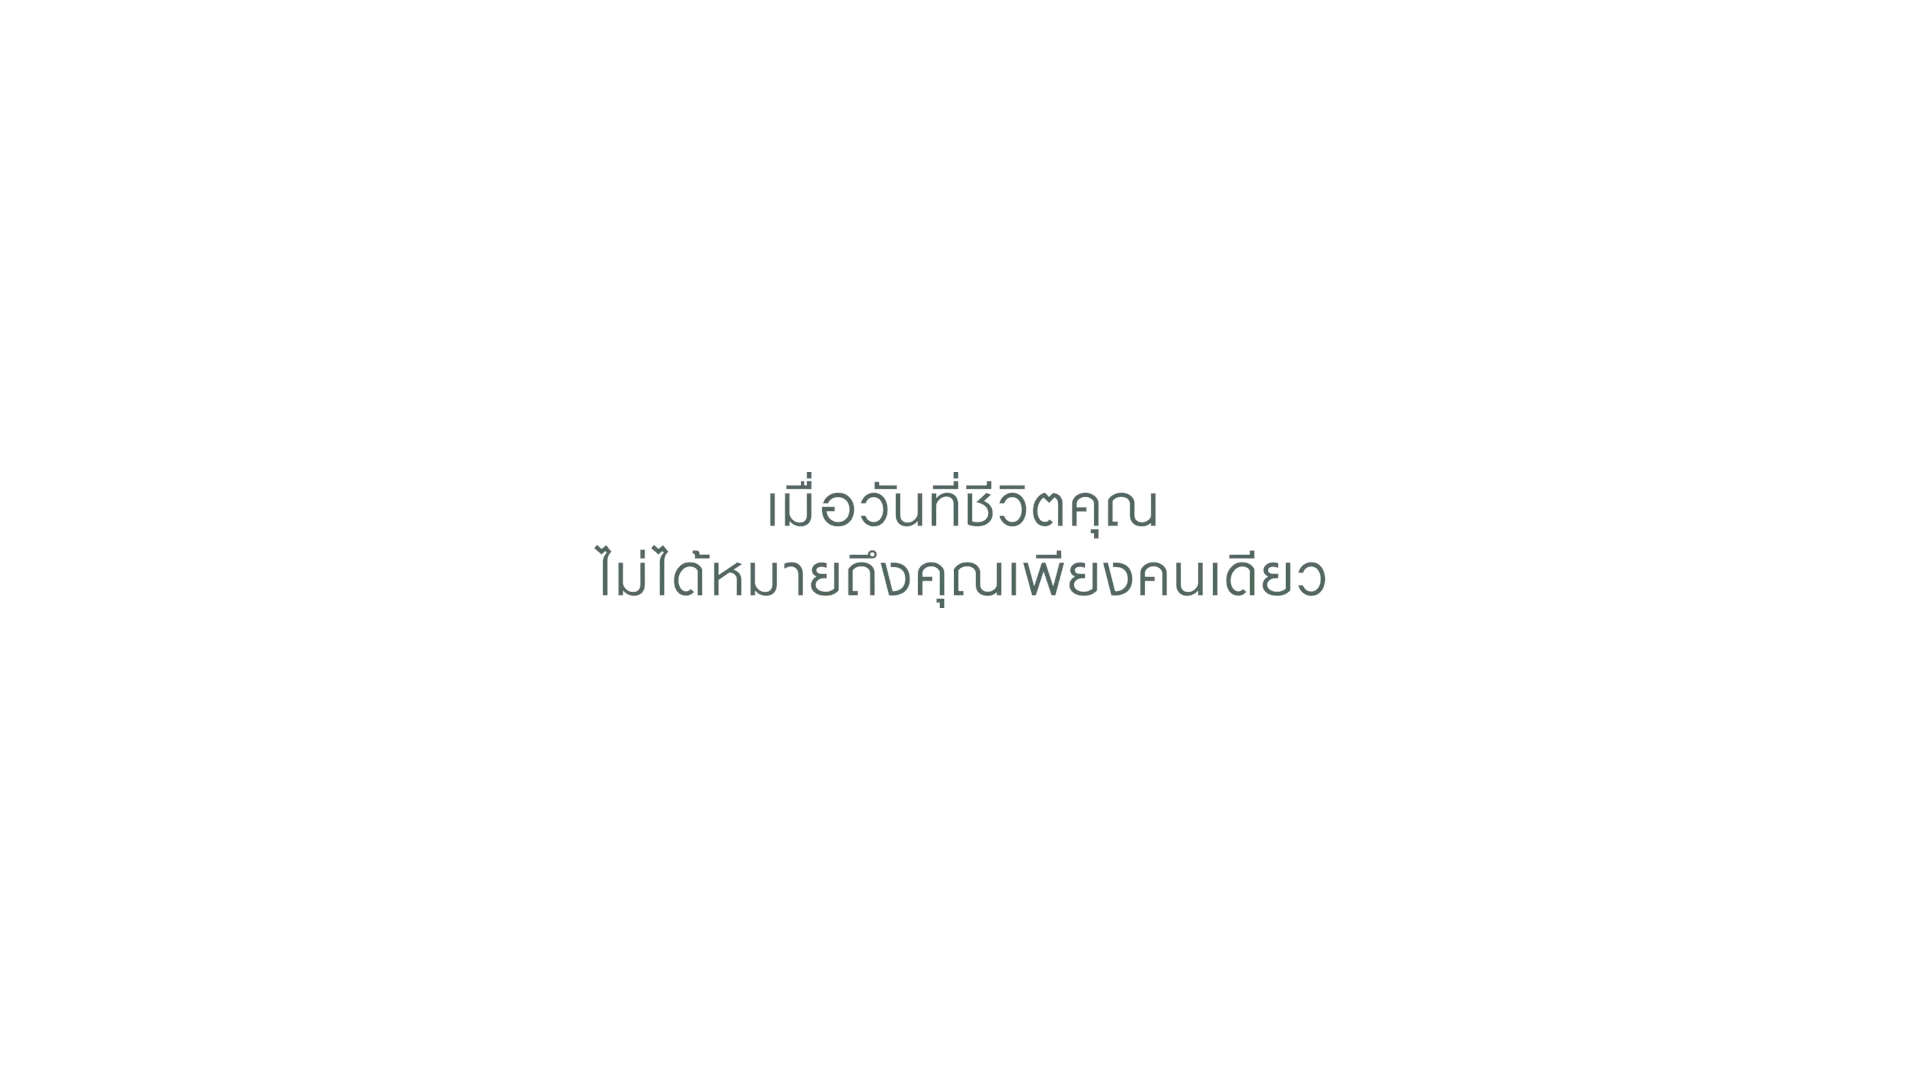 เมื่อวันที่ชีวิตคุณ
ไม่ได้หมายถึงคุณเพียงคนเดียว